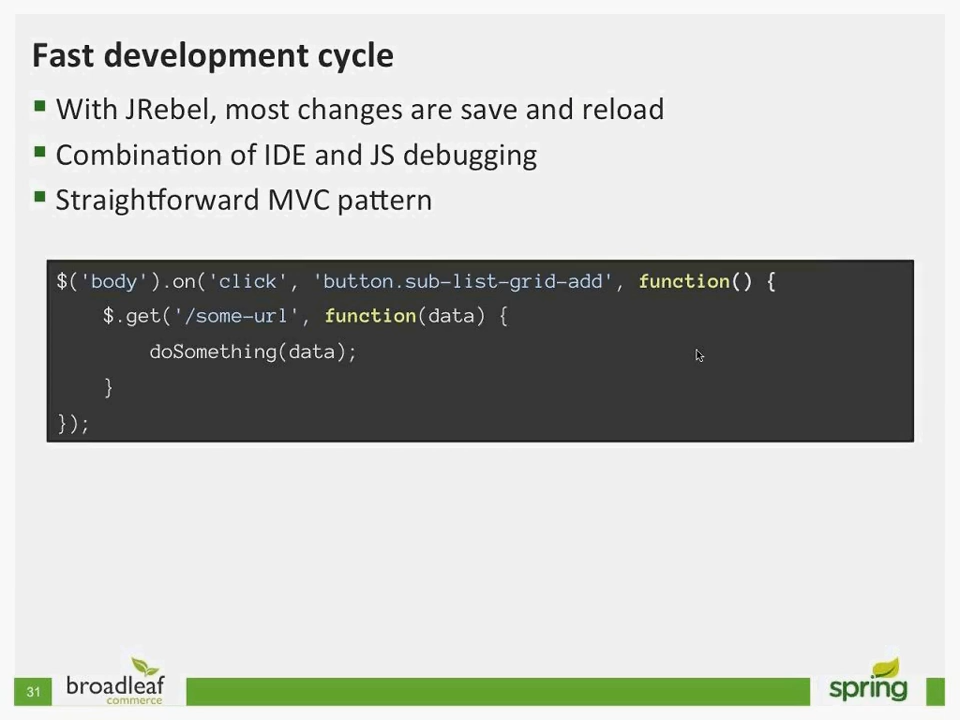 Fast development cycle
With JRebel, most changes are save and reload
Combination of IDE and JS debugging
Straightforward MVC pattern
$('body').on('click', 'button.sub-list-grid-add', function() {
    $.get('/some-url', function(data) {
        doSomething(data);
    }
});
31
broadleaf
commerce
spring